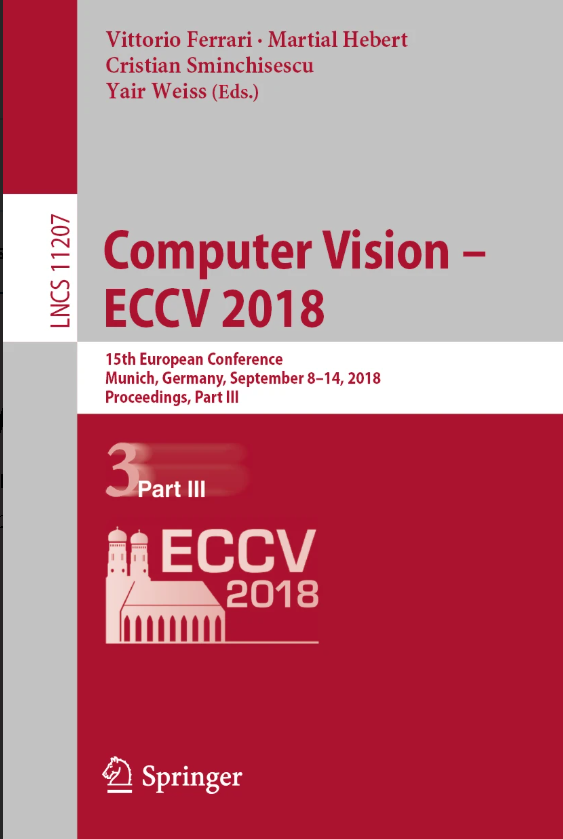 Vittorio Ferrari · Martial Hebert
Cristian Sminchisescu
Yair Weiss (Eds.)
LNCS 11207
Computer Vision –
ECCV 2018
15th European Conference
Munich, Germany, September 8–14, 2018
Proceedings, Part III
3
Part III
ECCV
2018
Springer